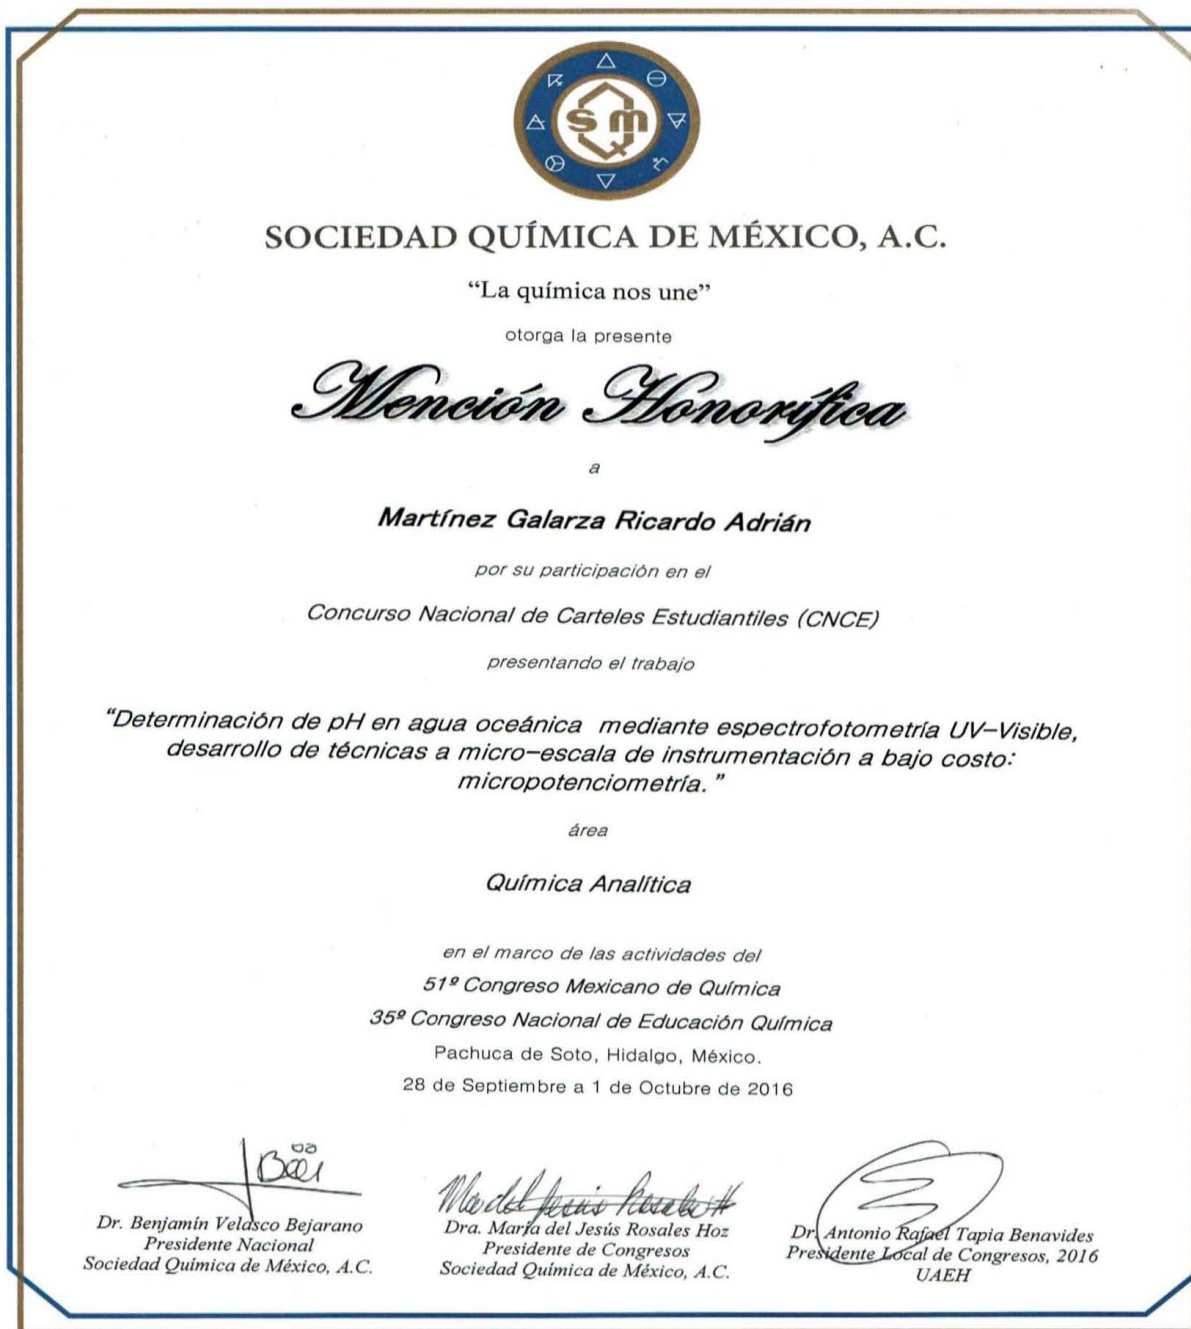 S m
Q x
SOCIEDAD QUÍMICA DE MÉXICO, A.C.
“La química nos une”
otorga la presente
Mención Honorífica
a
Martínez Galarza Ricardo Adrián
por su participación en el
Concurso Nacional de Carteles Estudiantiles (CNCE)
presentando el trabajo
“Determinación de pH en agua oceánica mediante espectrofotometría UV-Visible,
desarrollo de técnicas a micro-escala de instrumentación a bajo costo:
micropotenciometría.”
área
Química Analítica
en el marco de las actividades del
51º Congreso Mexicano de Química
35º Congreso Nacional de Educación Química
Pachuca de Soto, Hidalgo, México.
28 de Septiembre a 1 de Octubre de 2016
Dr. Benjamín Velasco Bejarano
Presidente Nacional
Sociedad Química de México, A.C.
Ma del Jesús Rosales H
Dra. María del Jesús Rosales Hoz
Presidente de Congresos
Sociedad Química de México, A.C.
Dr. Antonio Rafael Tapia Benavides
Presidente Local de Congresos, 2016
UAEH